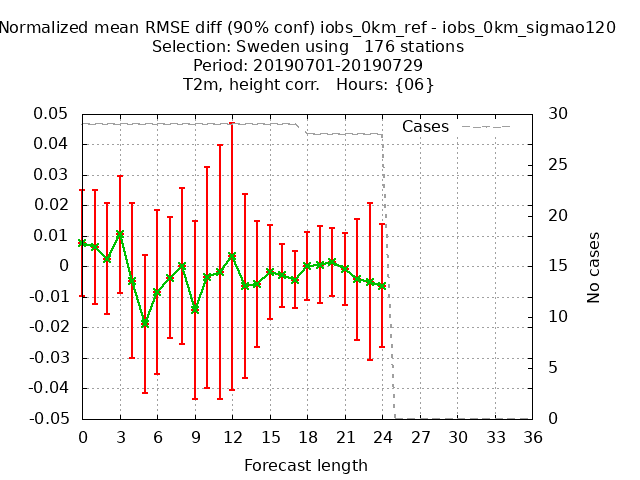 Normalized mean RMSE diff (90% conf) iobs_0km_ref - iobs_0km_sigmao120
Selection: Sweden using 176 stations
Period: 20190701-20190729
T2m, height corr. Hours: {06}
Cases
0.05
0.04
0.03
0.02
0.01
0
-0.01
-0.02
-0.03
-0.04
-0.05
30
25
20
15
10
5
0
No cases
0 3 6 9 12 15 18 21 24 27 30 33 36
Forecast length